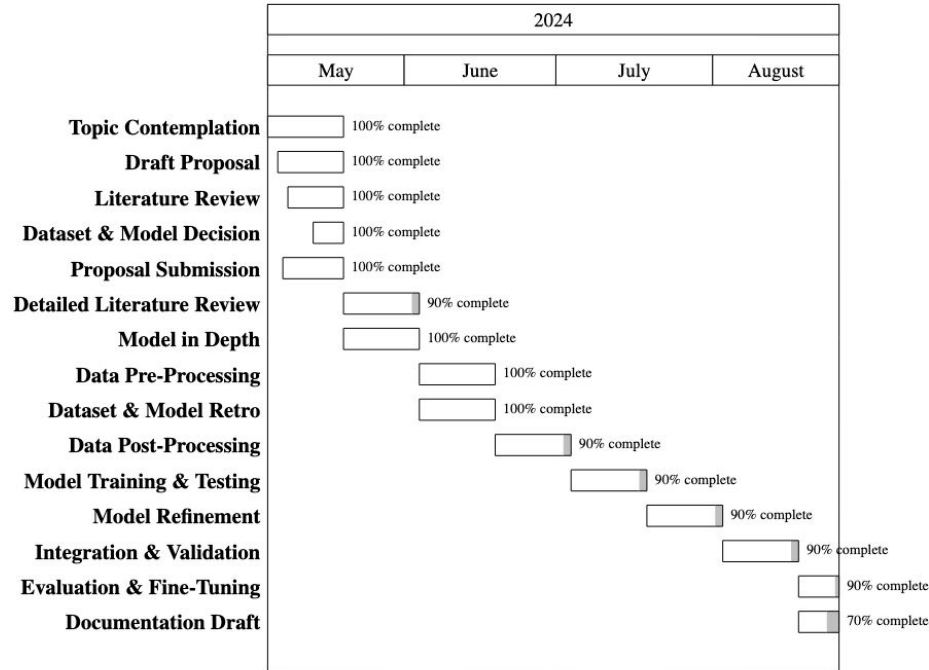 2024
May June July August
Topic Contemplation 100% complete
Draft Proposal 100% complete
Literature Review 100% complete
Dataset & Model Decision 100% complete
Proposal Submission 100% complete
Detailed Literature Review 90% complete
Model in Depth 100% complete
Data Pre-Processing 100% complete
Dataset & Model Retro 100% complete
Data Post-Processing 90% complete
Model Training & Testing 90% complete
Model Refinement 90% complete
Integration & Validation 90% complete
Evaluation & Fine-Tuning 90% complete
Documentation Draft 70% complete